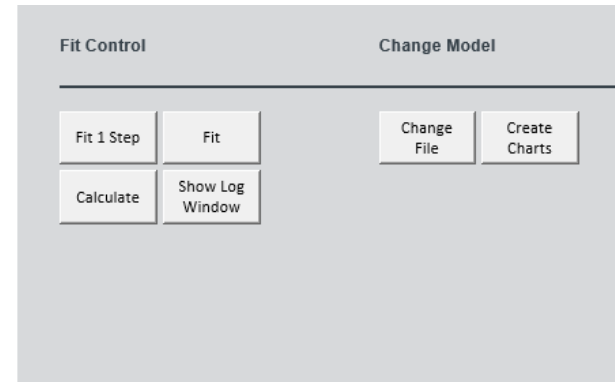 Fit Control
Change Model
Fit 1 Step
Fit
Change
File
Create
Charts
Calculate
Show Log
Window